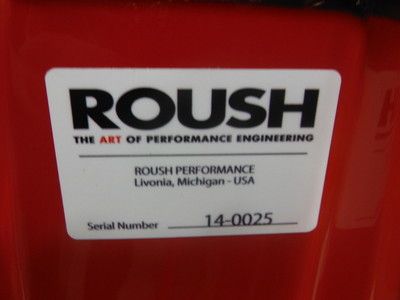 ROUSH
THE ART OF PERFORMANCE ENGINEERING
ROUSH PERFORMANCE
Livonia, Michigan - USA
Serial Number 14-0025